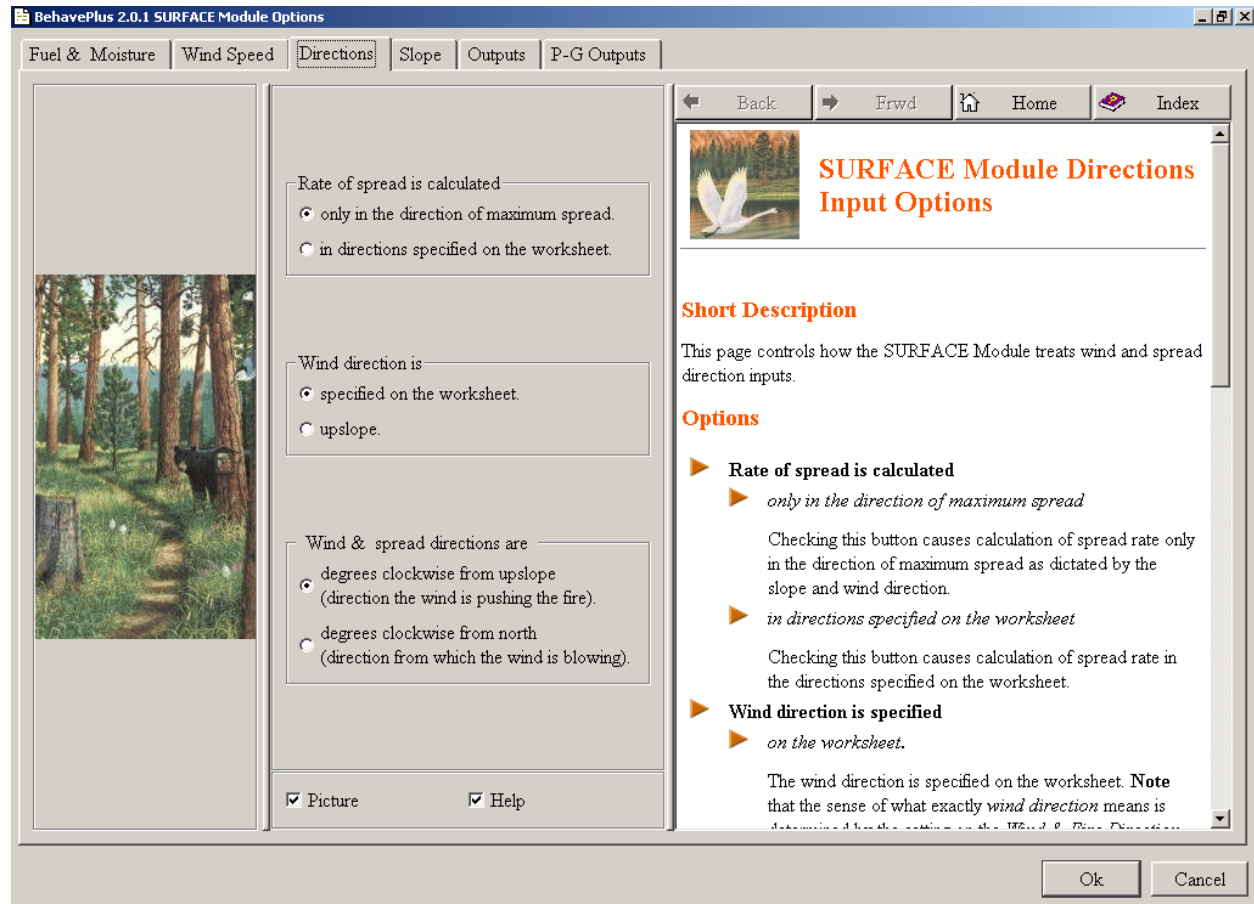 BehavePlus 2.0.1 SURFACE Module Options
Fuel & Moisture Wind Speed Directions Slope Outputs P-G Outputs
Rate of spread is calculated
only in the direction of maximum spread.
in directions specified on the worksheet.
Wind direction is
specified on the worksheet.
upslope.
Wind & spread directions are
degrees clockwise from upslope
(direction the wind is pushing the fire).
degrees clockwise from north
(direction from which the wind is blowing).
Picture Help
Back Frwd Home Index
SURFACE Module Directions
Input Options
Short Description
This page controls how the SURFACE Module treats wind and spread
direction inputs.
Options
Rate of spread is calculated
only in the direction of maximum spread
Checking this button causes calculation of spread rate only
in the direction of maximum spread as dictated by the
slope and wind direction.
in directions specified on the worksheet
Checking this button causes calculation of spread rate in
the directions specified on the worksheet.
Wind direction is specified
on the worksheet.
The wind direction is specified on the worksheet. Note
that the sense of what exactly wind direction means is
Ok Cancel